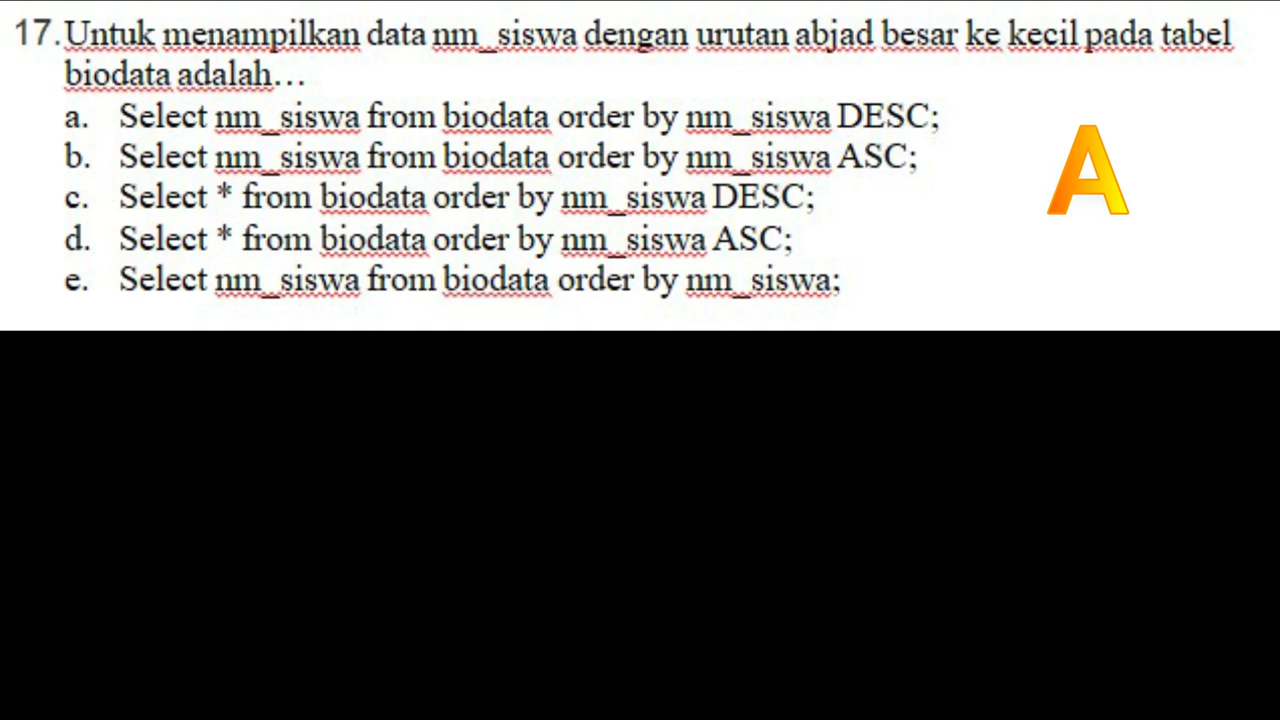 17. Untuk menampilkan data nm_siswa dengan urutan abjad besar ke kecil pada tabel
biodata adalah…
a. Select nm_siswa from biodata order by nm_siswa DESC;
b. Select nm_siswa from biodata order by nm_siswa ASC;
c. Select * from biodata order by nm_siswa DESC;
d. Select * from biodata order by nm_siswa ASC;
e. Select nm_siswa from biodata order by nm_siswa;
A